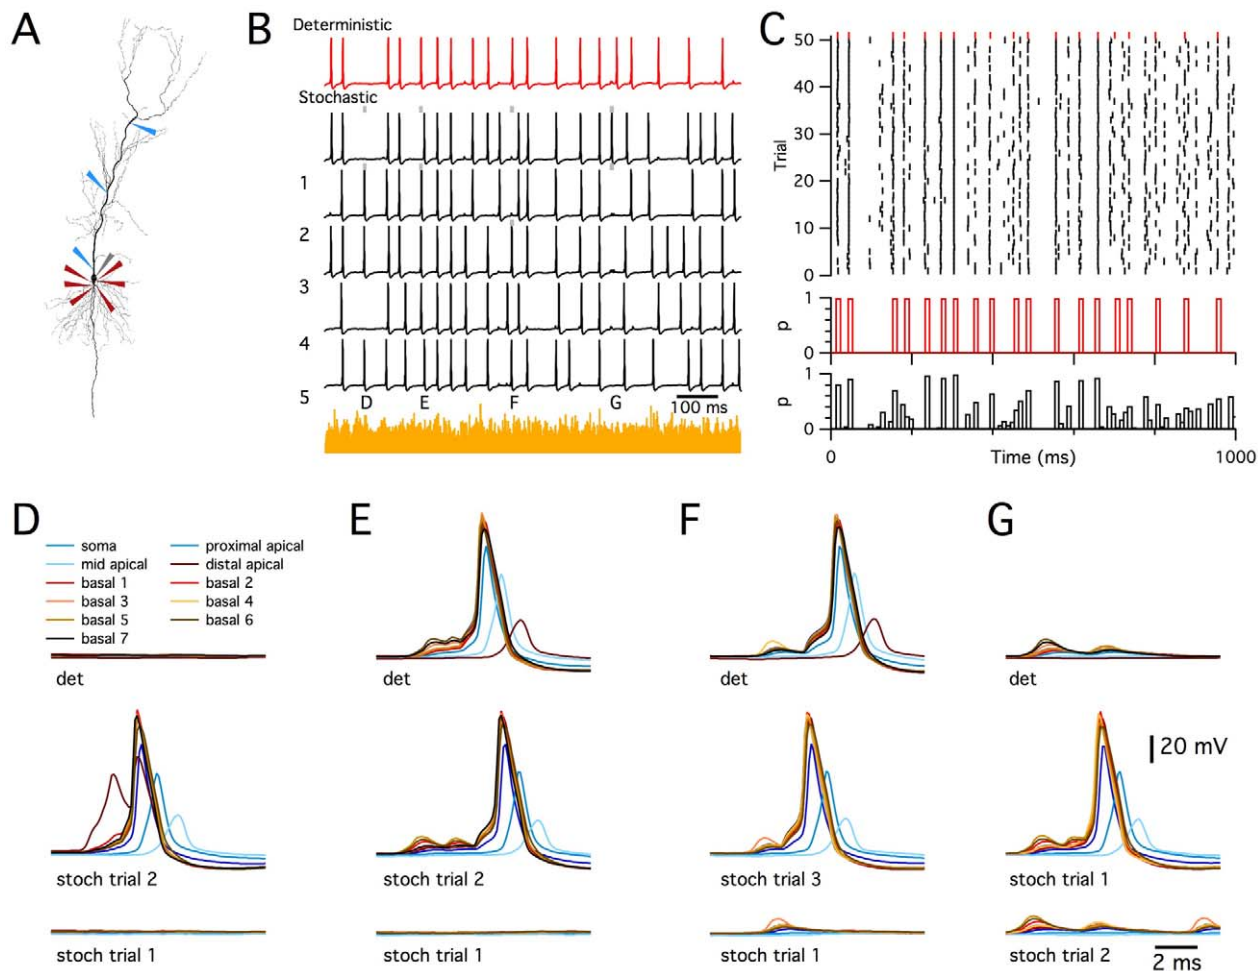 A
B
C
Deterministic
Stochastic
1
2
3
4
5
D E F G
100 ms
50
40
30
20
10
0
Trial
1
p
0
1
p
0
0 Time (ms) 1000
D
E
F
G
soma proximal apical
mid apical distal apical
basal 1 basal 2
basal 3 basal 4
basal 5 basal 6
basal 7
det
det
det
det
20 mV
stoch trial 2
stoch trial 2
stoch trial 3
stoch trial 1
stoch trial 1
stoch trial 1
stoch trial 1
stoch trial 2
2 ms